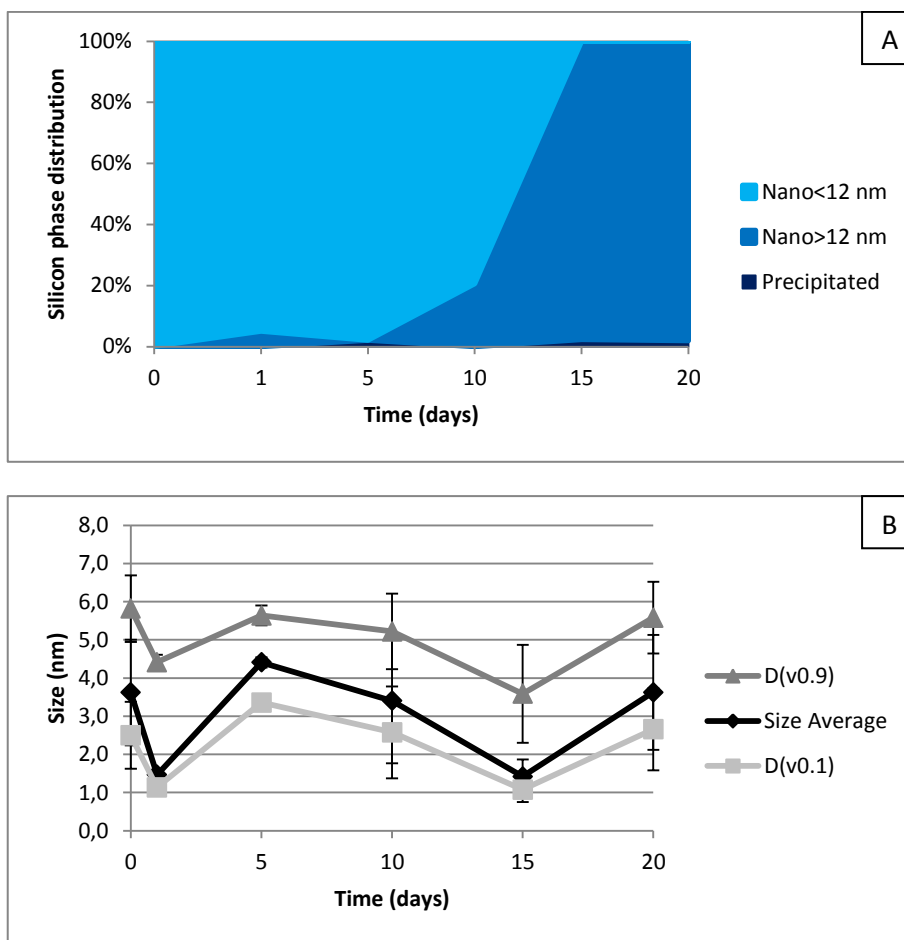 A
Silicon phase distribution
100%
80%
60%
40%
20%
0%
0 1 5 10 15 20
Time (days)
Nano<12 nm
Nano>12 nm
Precipitated
B
Size (nm)
8,0
7,0
6,0
5,0
4,0
3,0
2,0
1,0
0,0
0 5 10 15 20
Time (days)
D(v0.9)
Size Average
D(v0.1)